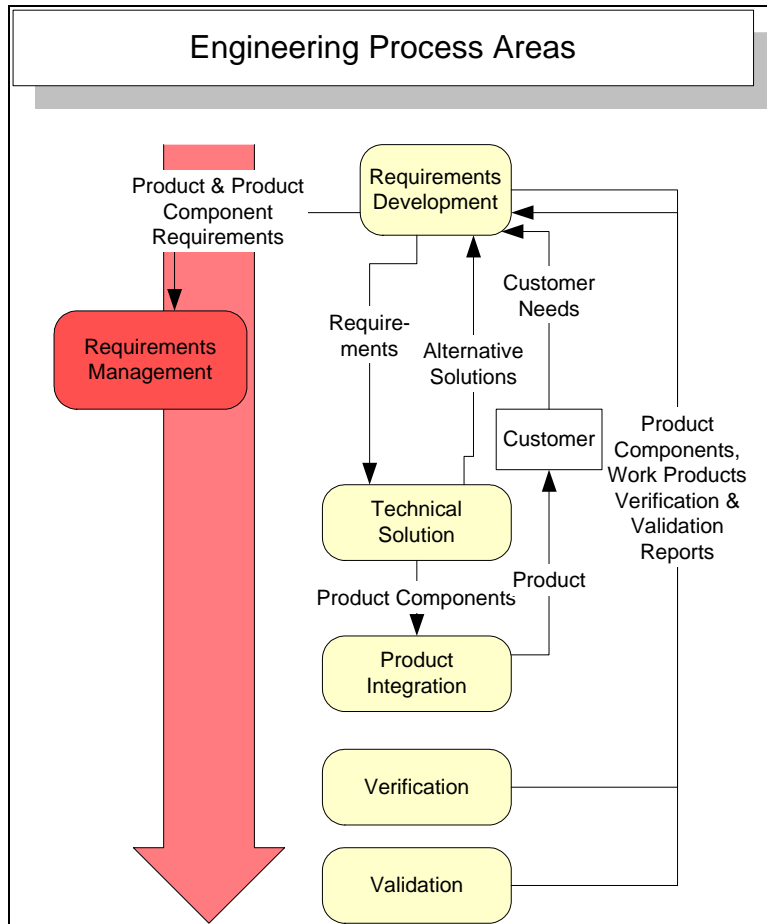 Engineering Process Areas
Requirements
Development
Product & Product
Component
Requirements
Requirements
Management
Require-
ments
Alternative
Solutions
Customer
Needs
Customer
Product
Components,
Work Products
Verification &
Validation
Reports
Technical
Solution
Product Components
Product
Product
Integration
Verification
Validation